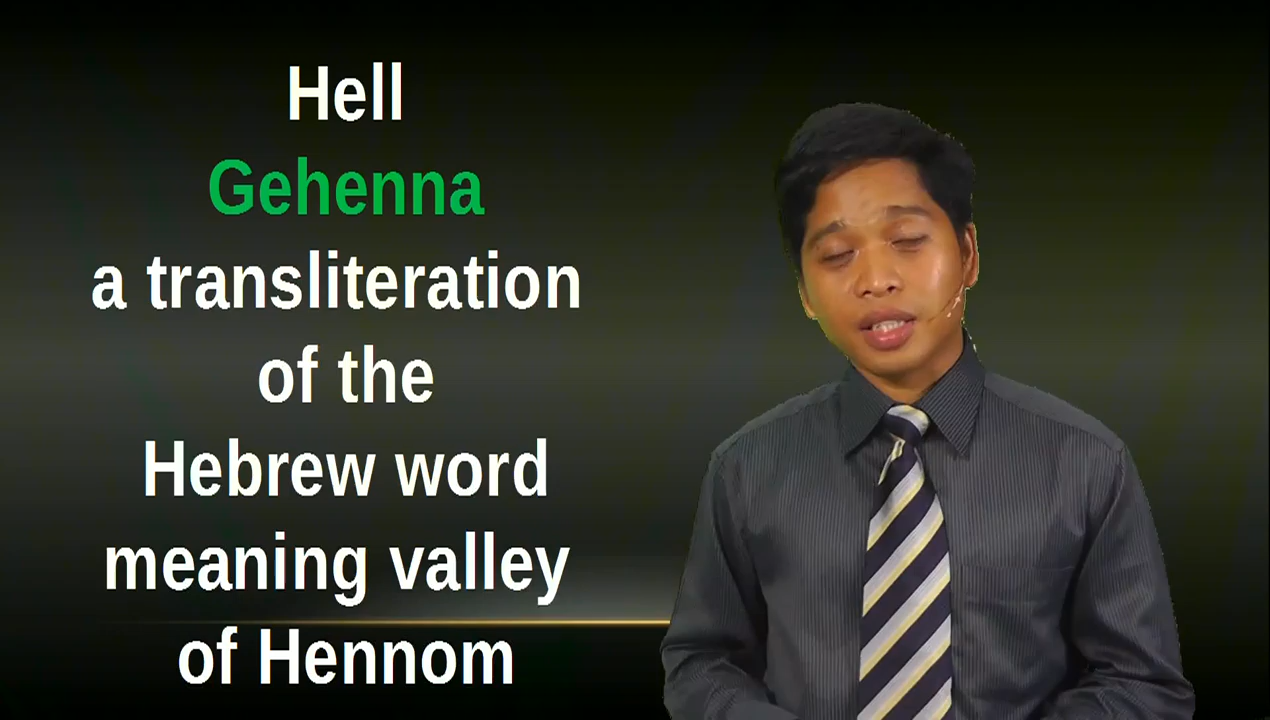 Hell
Gehenna
a transliteration
of the
Hebrew word
meaning valley
of Hennom